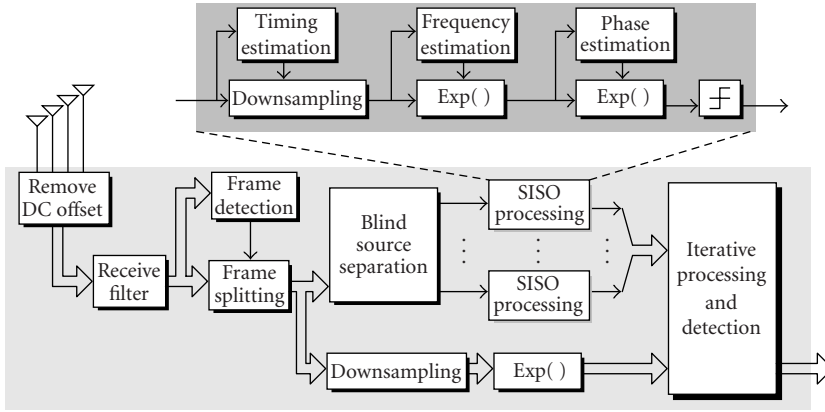 Timing
estimation
Frequency
estimation
Phase
estimation
Downsampling
Exp( )
Exp( )
Remove
DC offset
Frame
detection
Receive
filter
Frame
splitting
Blind
source
separation
SISO
processing
SISO
processing
Iterative
processing
and
detection
Downsampling
Exp( )